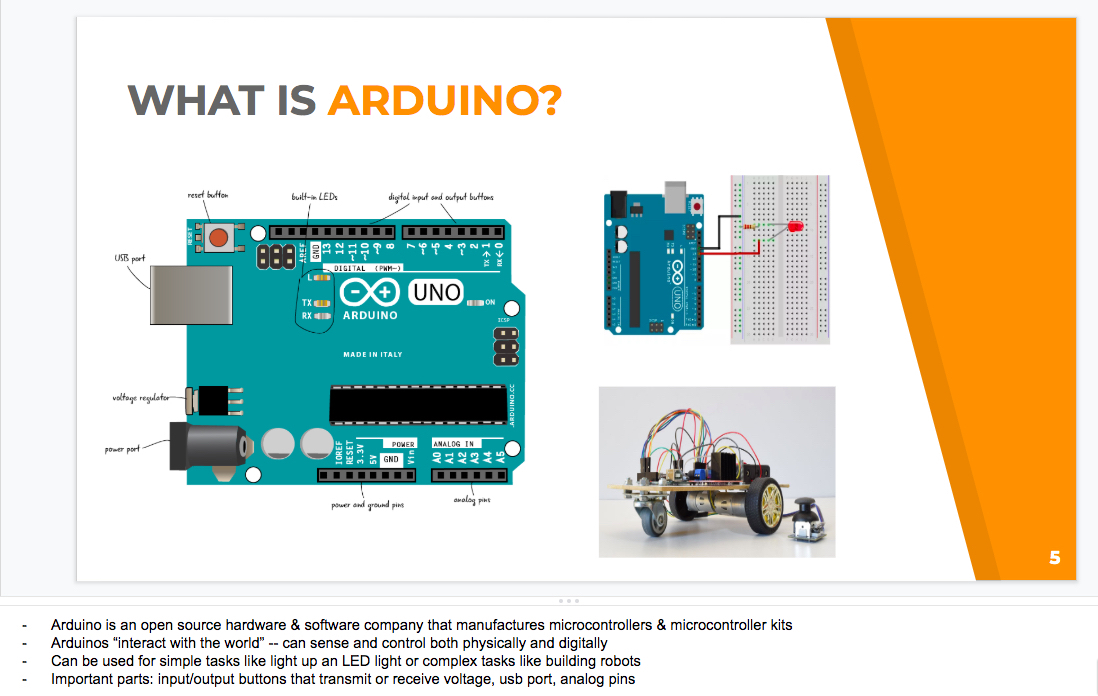 WHAT IS ARDUINO?
reset button
built-in LEDs
digital input and output buttons
USB port
RESET
AREF
GND
13
12
~11
~10
~9
8
7
~6
~5
4
~3
2
TX→1
RX←0
DIGITAL (PWM~)
L
TX
RX
UNO
ON
ARDUINO
ICSP
MADE IN ITALY
voltage regulator
ARDUINO.CC
power port
IOREF
RESET
3.3V
5V
GND
Vin
POWER
ANALOG IN
A0
A1
A2
A3
A4
A5
power and ground pins
analog pins
UNO
5
- Arduino is an open source hardware & software company that manufactures microcontrollers & microcontroller kits
- Arduinos “interact with the world” -- can sense and control both physically and digitally
- Can be used for simple tasks like light up an LED light or complex tasks like building robots
- Important parts: input/output buttons that transmit or receive voltage, usb port, analog pins